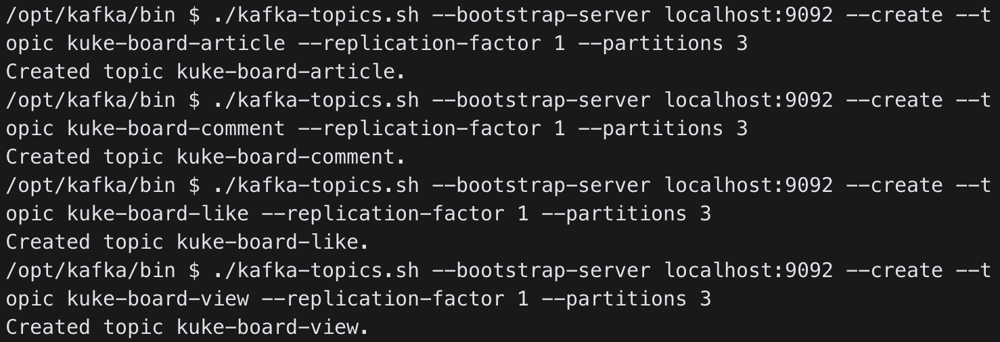 /opt/kafka/bin $ ./kafka-topics.sh --bootstrap-server localhost:9092 --create --t
opic kuke-board-article --replication-factor 1 --partitions 3
Created topic kuke-board-article.
/opt/kafka/bin $ ./kafka-topics.sh --bootstrap-server localhost:9092 --create --t
opic kuke-board-comment --replication-factor 1 --partitions 3
Created topic kuke-board-comment.
/opt/kafka/bin $ ./kafka-topics.sh --bootstrap-server localhost:9092 --create --t
opic kuke-board-like --replication-factor 1 --partitions 3
Created topic kuke-board-like.
/opt/kafka/bin $ ./kafka-topics.sh --bootstrap-server localhost:9092 --create --t
opic kuke-board-view --replication-factor 1 --partitions 3
Created topic kuke-board-view.